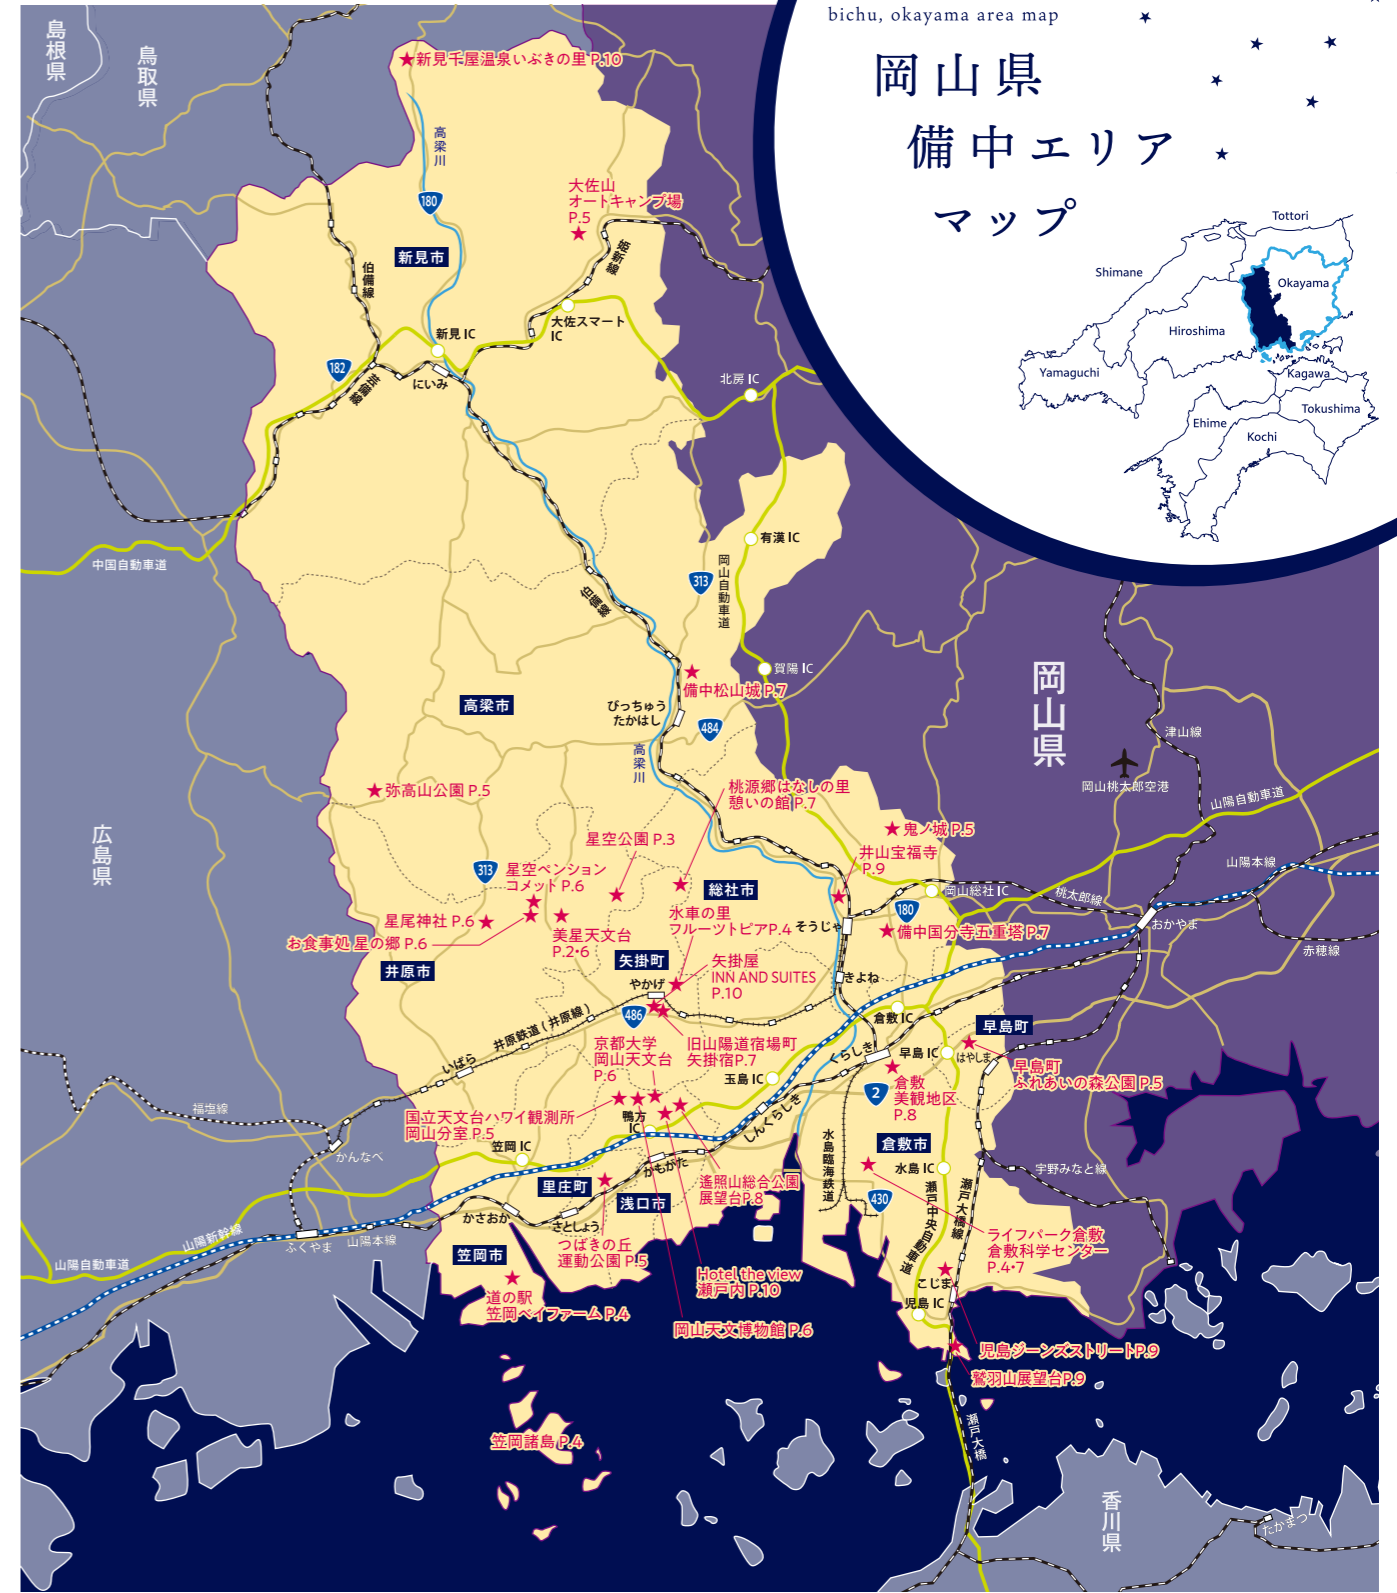 bichu, okayama area map
岡山県
備中エリア
マップ
Tottori
Shimane
Okayama
Hiroshima
Yamaguchi
Kagawa
Tokushima
Ehime
Kochi
島根県
鳥取県
新見千屋温泉いぶきの里 P.10
高梁川
180
大佐山
オートキャンプ場
P.5
新見市
姫新線
伯備線
大佐スマート
IC
新見 IC
182
芸備線
にいみ
北房 IC
有漢 IC
中国自動車道
岡山自動車道
313
伯備線
賀陽 IC
備中松山城 P.7
高梁市
びっちゅう
たかはし
484
高梁川
岡山県
津山線
岡山桃太郎空港
山陽自動車道
弥高山公園 P.5
桃源郷はなしの里
憩いの館 P.7
鬼ノ城 P.5
星空公園 P.3
井山宝福寺
P.9
広島県
山陽本線
313
星空ペンション
コメット P.6
総社市
岡山総社 IC
桃太郎線
180
星尾神社 P.6
水車の里
フルーツトピア P.4
そうじゃ
おかやま
備中国分寺五重塔 P.7
お食事処 星の郷 P.6
美星天文台
P.2・6
赤穂線
井原市
矢掛町
矢掛屋
INN AND SUITES
P.10
やかげ
きよね
486
倉敷 IC
早島町
井原鉄道 ( 井原線 )
京都大学
岡山天文台
P.6
旧山陽道宿場町
矢掛宿 P.7
くらしき
早島 IC
はやしま
いばら
早島町
ふれあいの森公園 P.5
玉島 IC
倉敷
美観地区
P.8
2
福塩線
国立天文台ハワイ観測所
岡山分室 P.5
鴨方
IC
しんくらしき
水島臨海鉄道
倉敷市
かんなべ
笠岡 IC
かもがた
水島 IC
宇野みなと線
里庄町
浅口市
遙照山総合公園
展望台 P.8
430
瀬戸中央自動車道
瀬戸大橋線
かさおか
さとしょう
ふくやま
山陽新幹線
山陽本線
山陽自動車道
笠岡市
つばきの丘
運動公園 P.5
ライフパーク倉敷
倉敷科学センター
P.4・7
Hotel the view
瀬戸内 P.10
こじま
道の駅
笠岡ベイファーム P.4
児島 IC
岡山天文博物館 P.6
児島ジーンズストリート P.9
鷲羽山展望台 P.9
笠岡諸島 P.4
瀬戸大橋
香川県
たかまつ